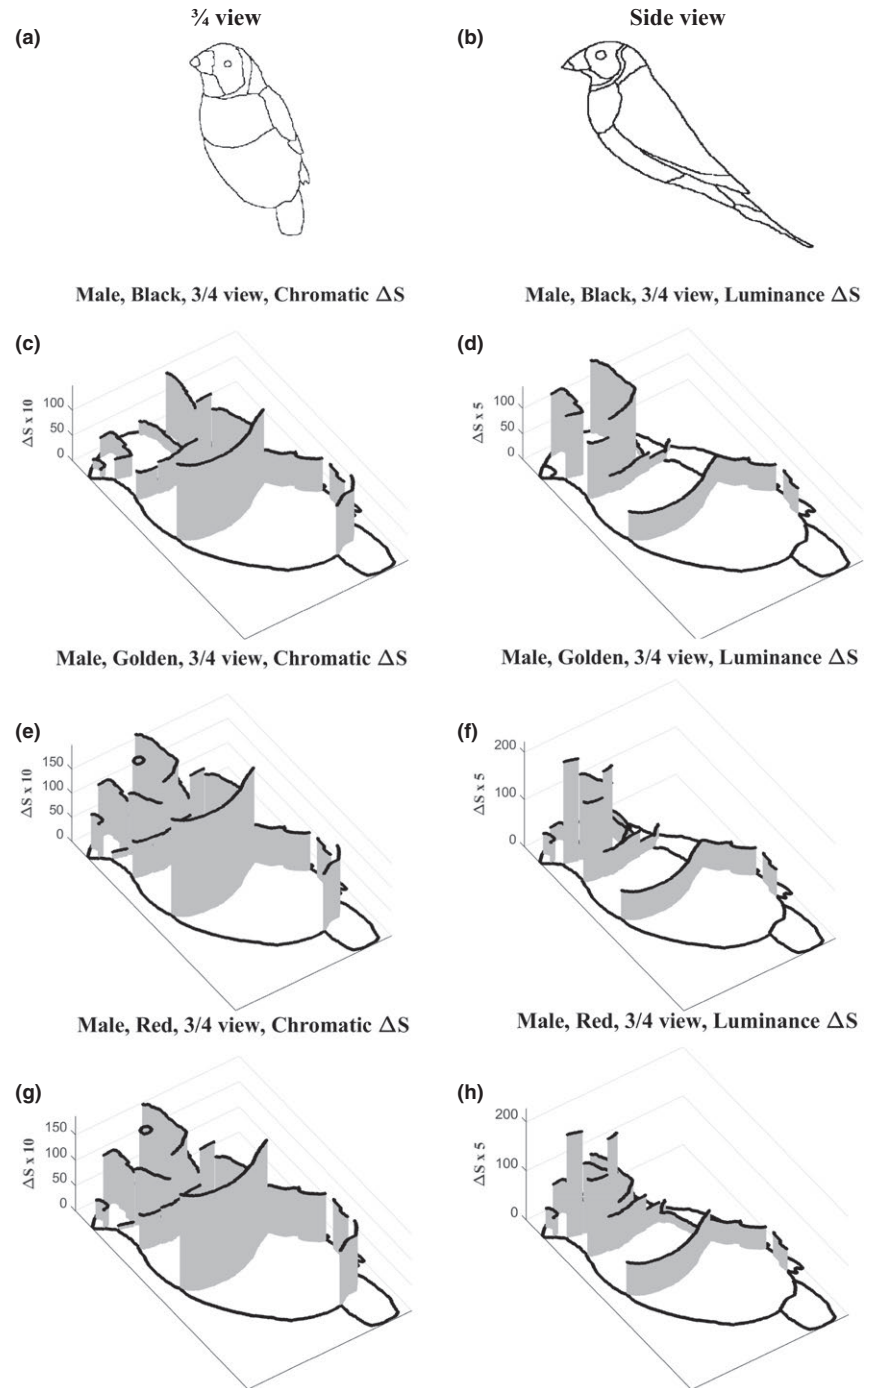 ¾ view
Side view
(a)
(b)
Male, Black, 3/4 view, Chromatic ΔS
Male, Black, 3/4 view, Luminance ΔS
(c)
100
50
0
ΔS x 10
(d)
100
50
0
ΔS x 5
Male, Golden, 3/4 view, Chromatic ΔS
Male, Golden, 3/4 view, Luminance ΔS
(e)
150
100
50
0
ΔS x 10
(f)
200
100
0
ΔS x 5
Male, Red, 3/4 view, Chromatic ΔS
Male, Red, 3/4 view, Luminance ΔS
(g)
150
100
50
0
ΔS x 10
(h)
200
100
0
ΔS x 5